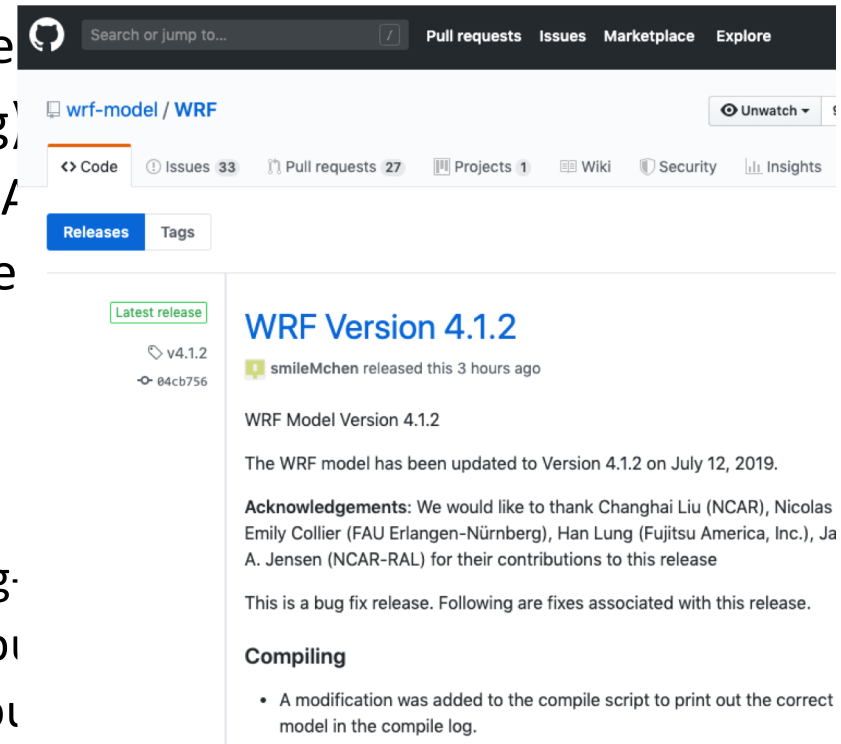 Search or jump to... /
Pull requests Issues Marketplace Explore
wrf-model / WRF
Unwatch
<> Code Issues 33 Pull requests 27 Projects 1 Wiki Security Insights
Releases Tags
Latest release
v4.1.2
04cb756
WRF Version 4.1.2
smileMchen released this 3 hours ago
WRF Model Version 4.1.2
The WRF model has been updated to Version 4.1.2 on July 12, 2019.
Acknowledgements: We would like to thank Changhai Liu (NCAR), Nicolas
Emily Collier (FAU Erlangen-Nürnberg), Han Lung (Fujitsu America, Inc.), Ja
A. Jensen (NCAR-RAL) for their contributions to this release
This is a bug fix release. Following are fixes associated with this release.
Compiling
• A modification was added to the compile script to print out the correct
model in the compile log.